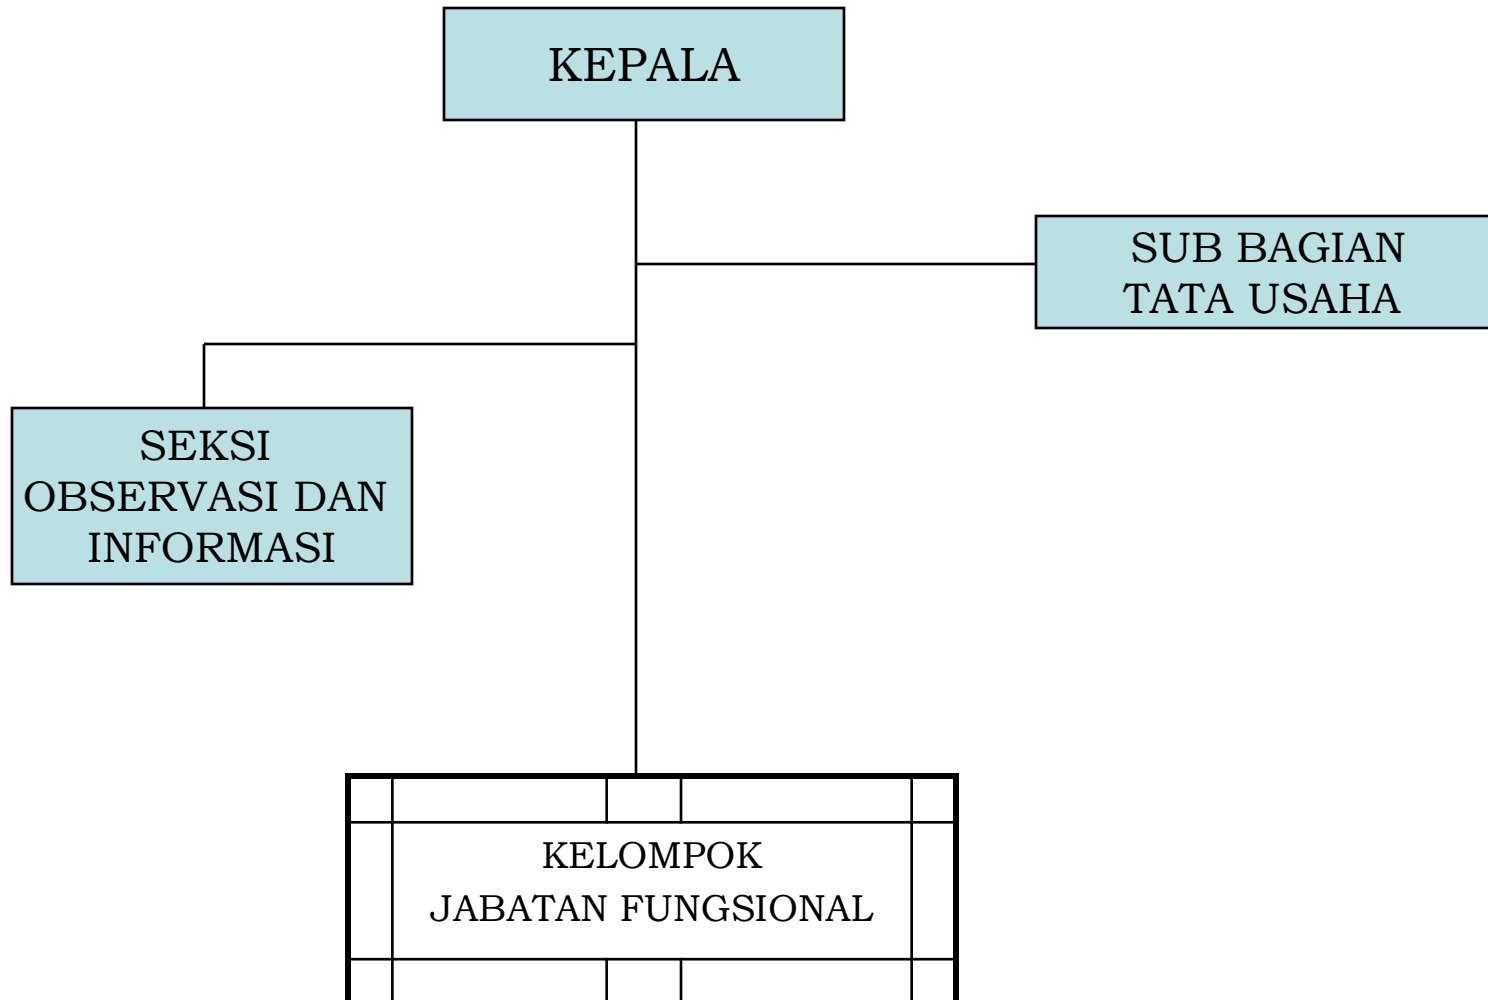 KEPALA
SUB BAGIAN
TATA USAHA
SEKSI
OBSERVASI DAN
INFORMASI
KELOMPOK
JABATAN FUNGSIONAL